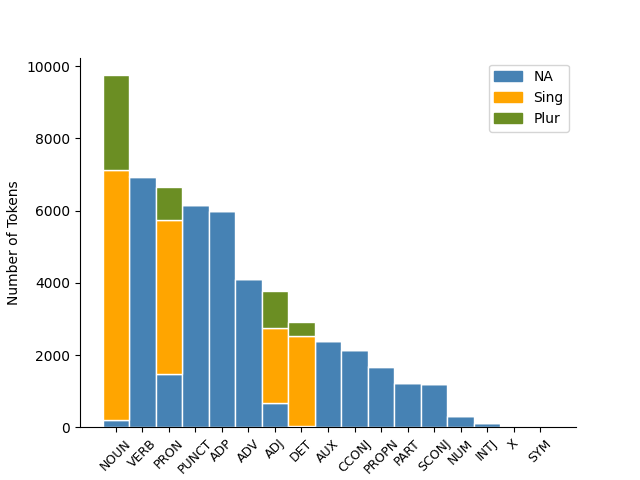 10000
8000
6000
4000
2000
0
Number of Tokens
NA
Sing
Plur
NOUN
VERB
PRON
PUNCT
ADP
ADV
ADJ
DET
AUX
CCONJ
PROPN
PART
SCONJ
NUM
INTJ
X
SYM